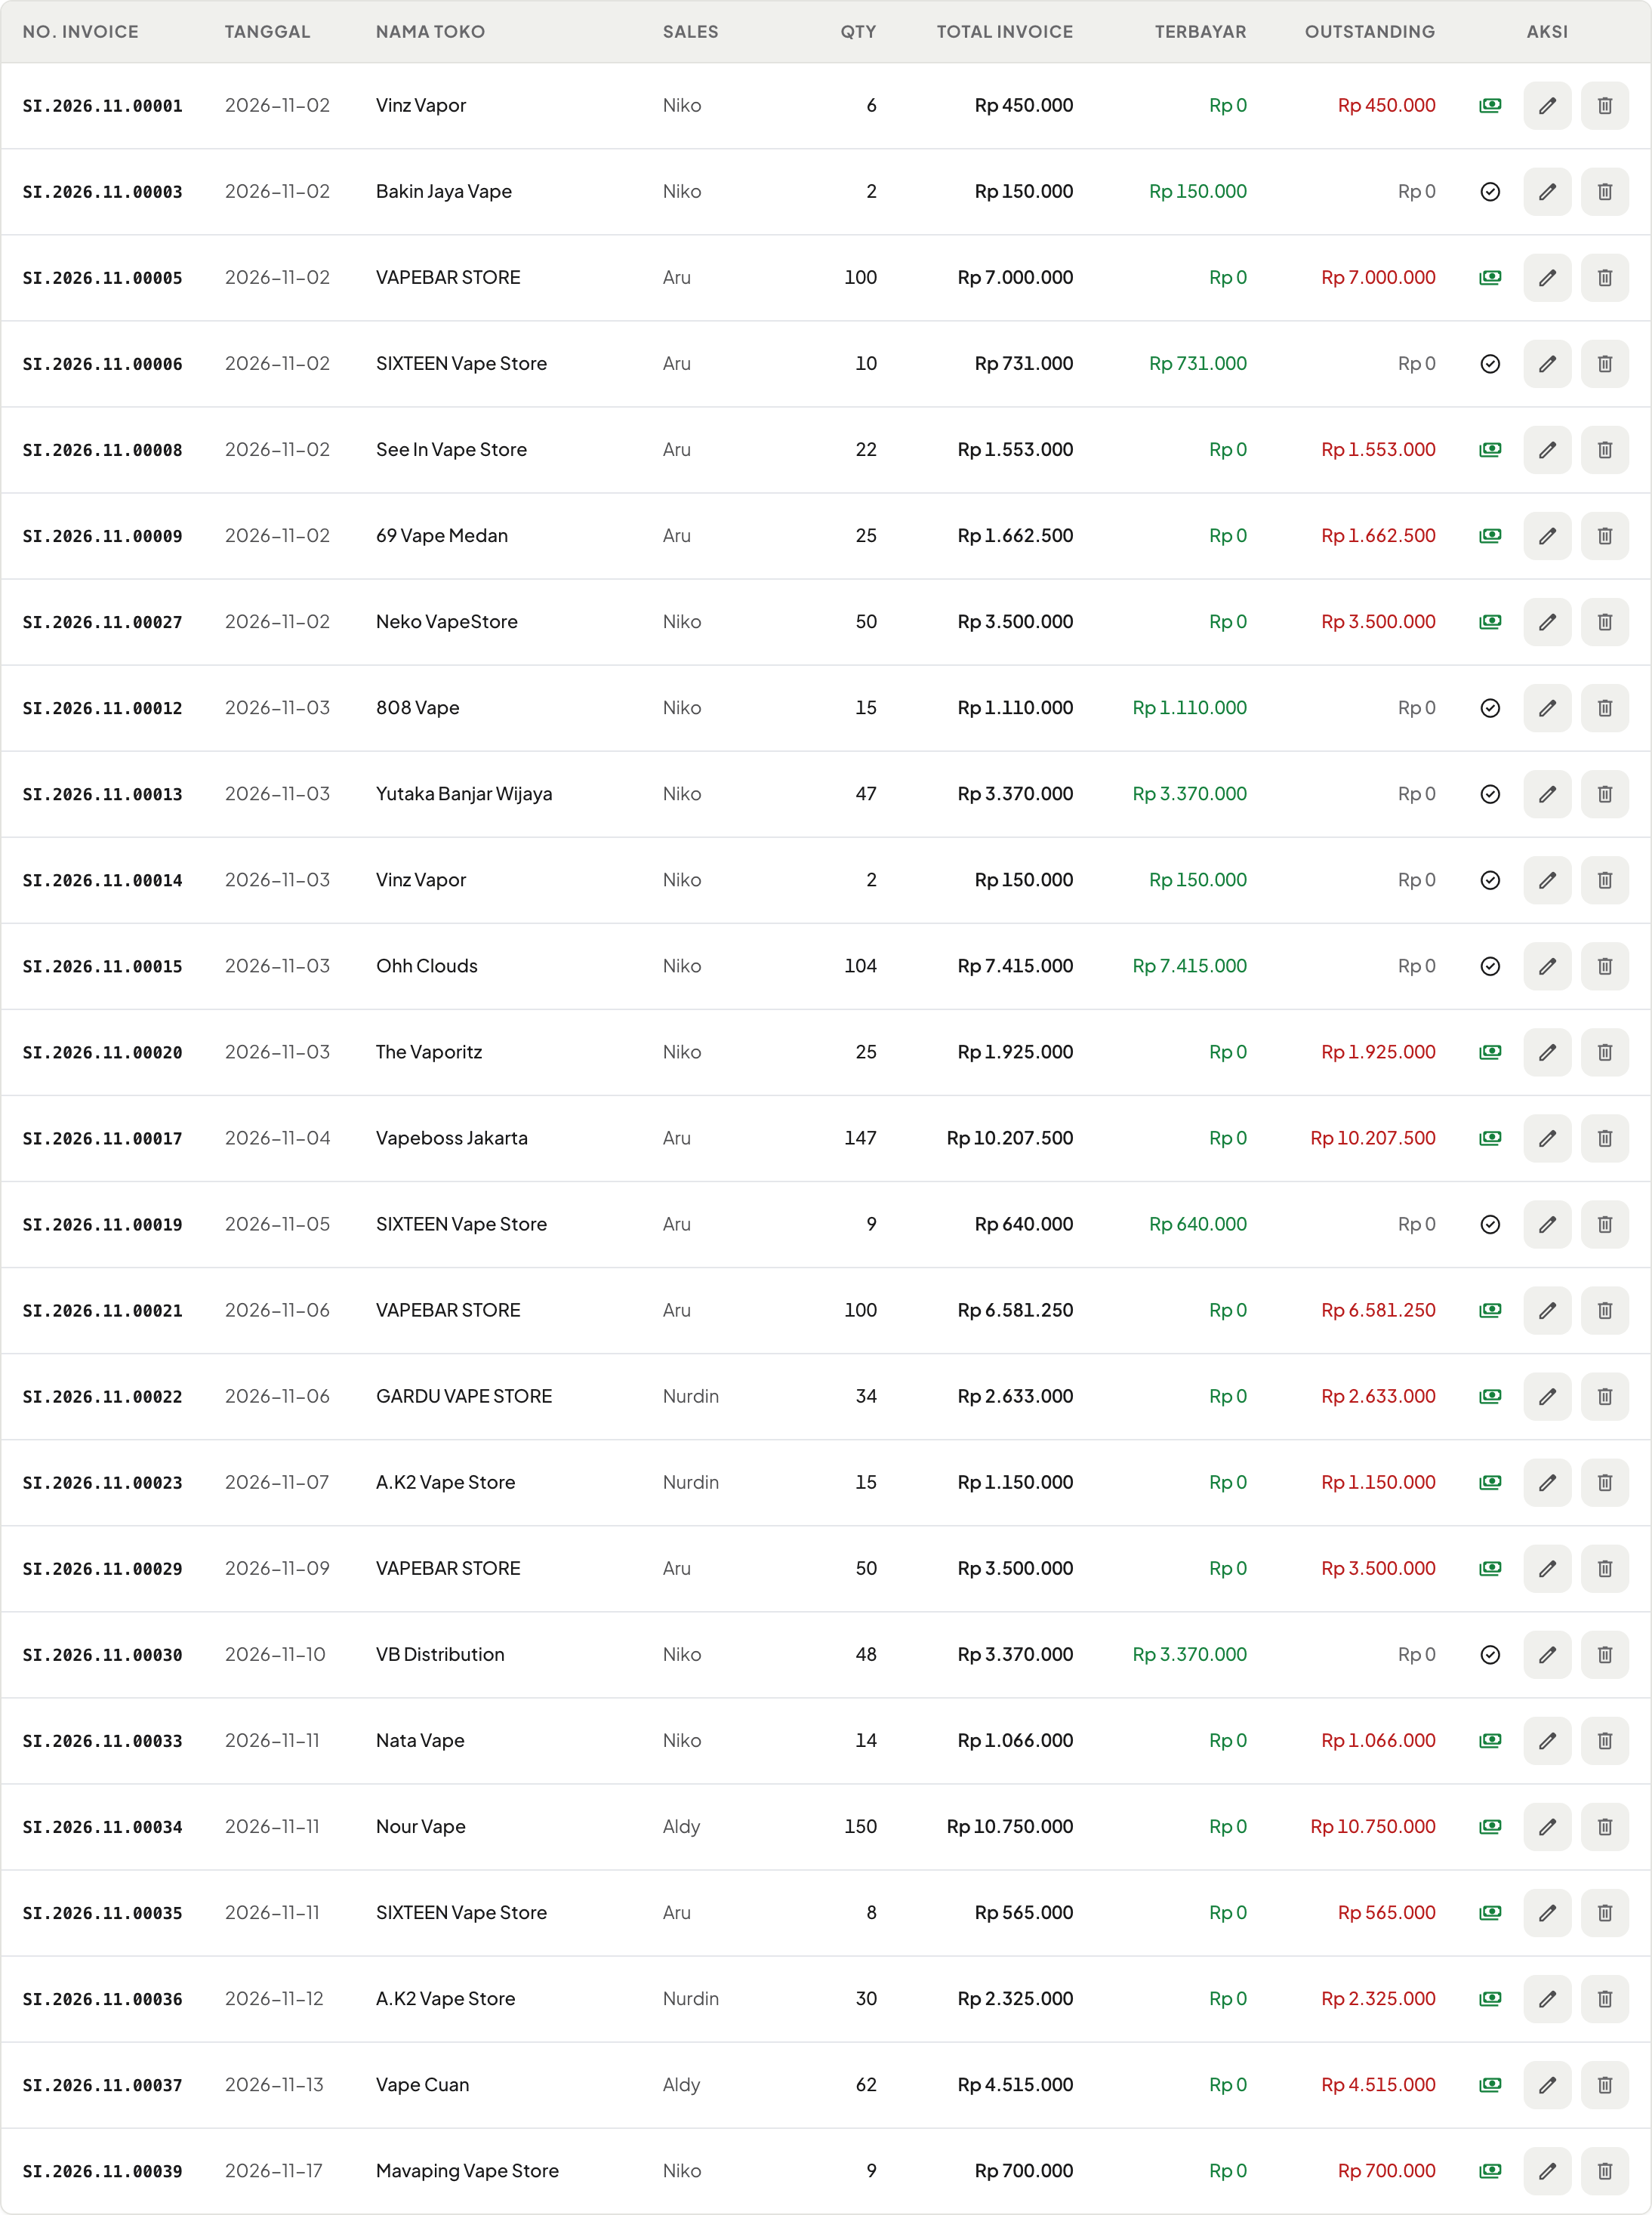 NO. INVOICE TANGGAL NAMA TOKO SALES QTY TOTAL INVOICE TERBAYAR OUTSTANDING AKSI
SI.2026.11.00001 2026-11-02 Vinz Vapor Niko 6 Rp 450.000 Rp 0 Rp 450.000
SI.2026.11.00003 2026-11-02 Bakin Jaya Vape Niko 2 Rp 150.000 Rp 150.000 Rp 0
SI.2026.11.00005 2026-11-02 VAPEBAR STORE Aru 100 Rp 7.000.000 Rp 0 Rp 7.000.000
SI.2026.11.00006 2026-11-02 SIXTEEN Vape Store Aru 10 Rp 731.000 Rp 731.000 Rp 0
SI.2026.11.00008 2026-11-02 See In Vape Store Aru 22 Rp 1.553.000 Rp 0 Rp 1.553.000
SI.2026.11.00009 2026-11-02 69 Vape Medan Aru 25 Rp 1.662.500 Rp 0 Rp 1.662.500
SI.2026.11.00027 2026-11-02 Neko VapeStore Niko 50 Rp 3.500.000 Rp 0 Rp 3.500.000
SI.2026.11.00012 2026-11-03 808 Vape Niko 15 Rp 1.110.000 Rp 1.110.000 Rp 0
SI.2026.11.00013 2026-11-03 Yutaka Banjar Wijaya Niko 47 Rp 3.370.000 Rp 3.370.000 Rp 0
SI.2026.11.00014 2026-11-03 Vinz Vapor Niko 2 Rp 150.000 Rp 150.000 Rp 0
SI.2026.11.00015 2026-11-03 Ohh Clouds Niko 104 Rp 7.415.000 Rp 7.415.000 Rp 0
SI.2026.11.00020 2026-11-03 The Vaporitz Niko 25 Rp 1.925.000 Rp 0 Rp 1.925.000
SI.2026.11.00017 2026-11-04 Vapeboss Jakarta Aru 147 Rp 10.207.500 Rp 0 Rp 10.207.500
SI.2026.11.00019 2026-11-05 SIXTEEN Vape Store Aru 9 Rp 640.000 Rp 640.000 Rp 0
SI.2026.11.00021 2026-11-06 VAPEBAR STORE Aru 100 Rp 6.581.250 Rp 0 Rp 6.581.250
SI.2026.11.00022 2026-11-06 GARDU VAPE STORE Nurdin 34 Rp 2.633.000 Rp 0 Rp 2.633.000
SI.2026.11.00023 2026-11-07 A.K2 Vape Store Nurdin 15 Rp 1.150.000 Rp 0 Rp 1.150.000
SI.2026.11.00029 2026-11-09 VAPEBAR STORE Aru 50 Rp 3.500.000 Rp 0 Rp 3.500.000
SI.2026.11.00030 2026-11-10 VB Distribution Niko 48 Rp 3.370.000 Rp 3.370.000 Rp 0
SI.2026.11.00033 2026-11-11 Nata Vape Niko 14 Rp 1.066.000 Rp 0 Rp 1.066.000
SI.2026.11.00034 2026-11-11 Nour Vape Aldy 150 Rp 10.750.000 Rp 0 Rp 10.750.000
SI.2026.11.00035 2026-11-11 SIXTEEN Vape Store Aru 8 Rp 565.000 Rp 0 Rp 565.000
SI.2026.11.00036 2026-11-12 A.K2 Vape Store Nurdin 30 Rp 2.325.000 Rp 0 Rp 2.325.000
SI.2026.11.00037 2026-11-13 Vape Cuan Aldy 62 Rp 4.515.000 Rp 0 Rp 4.515.000
SI.2026.11.00039 2026-11-17 Mavaping Vape Store Niko 9 Rp 700.000 Rp 0 Rp 700.000